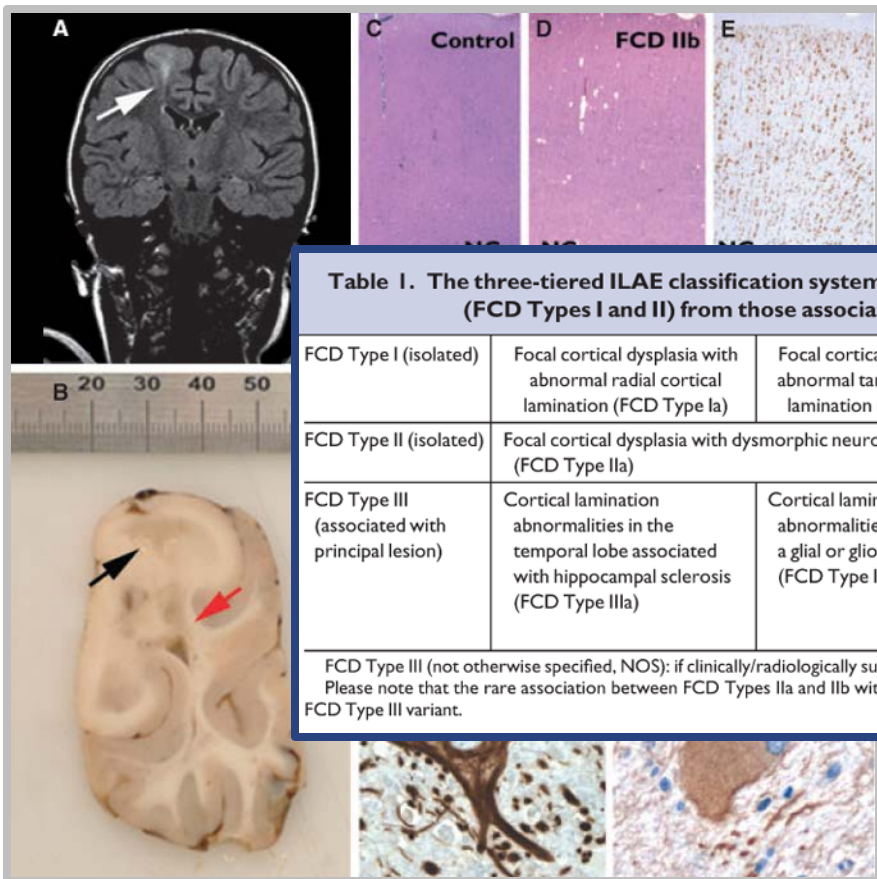 A
C
Control
D
FCD IIb
E
Table 1. The three-tiered ILAE classification system
(FCD Types I and II) from those associa
FCD Type I (isolated)
Focal cortical dysplasia with
abnormal radial cortical
lamination (FCD Type Ia)
Focal cortica
abnormal tan
lamination
FCD Type II (isolated)
Focal cortical dysplasia with dysmorphic neuro
(FCD Type IIa)
FCD Type III
(associated with
principal lesion)
Cortical lamination
abnormalities in the
temporal lobe associated
with hippocampal sclerosis
(FCD Type IIIa)
Cortical lamin
abnormalities
a glial or glio
(FCD Type I
FCD Type III (not otherwise specified, NOS): if clinically/radiologically su
Please note that the rare association between FCD Types IIa and IIb wit
FCD Type III variant.
B
20 30 40 50